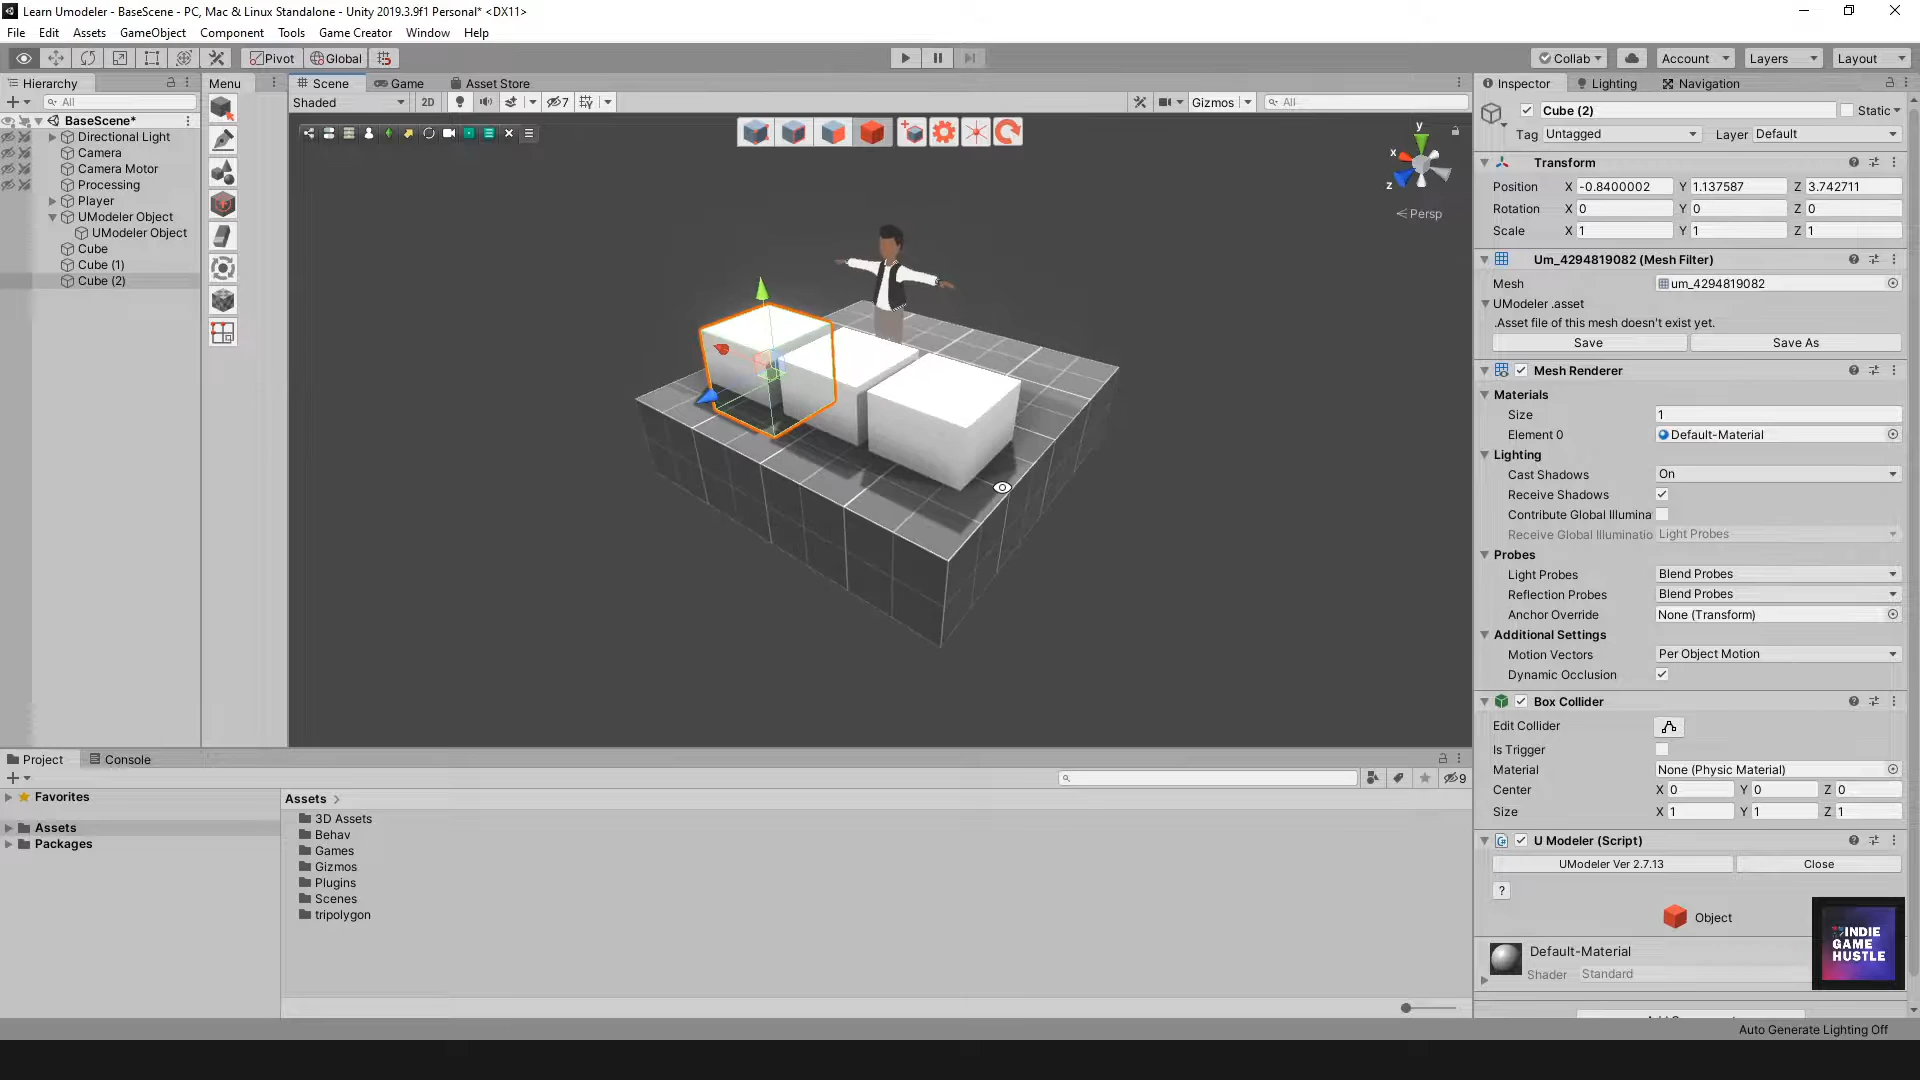 Learn Umodeler - BaseScene - PC, Mac & Linux Standalone - Unity 2019.3.9f1 Personal* <DX11>
File Edit Assets GameObject Component Tools Game Creator Window Help
Pivot Global Collab Account Layers Layout
Hierarchy
All
BaseScene*
Directional Light
Camera
Camera Motor
Processing
Player
UModeler Object
UModeler Object
Cube
Cube (1)
Cube (2)
Menu
Scene Game Asset Store
Shaded 2D 7 Gizmos All
y
x
z
Persp
Inspector Lighting Navigation
Cube (2) Static
Tag Untagged Layer Default
Transform
Position X -0.8400002 Y 1.137587 Z 3.742711
Rotation X 0 Y 0 Z 0
Scale X 1 Y 1 Z 1
Um_4294819082 (Mesh Filter)
Mesh um_4294819082
UModeler .asset
.Asset file of this mesh doesn't exist yet.
Save Save As
Mesh Renderer
Materials
Size 1
Element 0 Default-Material
Lighting
Cast Shadows On
Receive Shadows
Contribute Global Illumina
Receive Global Illuminatio Light Probes
Probes
Light Probes Blend Probes
Reflection Probes Blend Probes
Anchor Override None (Transform)
Additional Settings
Motion Vectors Per Object Motion
Dynamic Occlusion
Box Collider
Edit Collider
Is Trigger
Material None (Physic Material)
Center X 0 Y 0 Z 0
Size X 1 Y 1 Z 1
U Modeler (Script)
UModeler Ver 2.7.13 Close
?
Object
Default-Material
Shader Standard
INDIE
GAME
HUSTLE
Project Console
9
Favorites
Assets
Packages
Assets
3D Assets
Behav
Games
Gizmos
Plugins
Scenes
tripolygon
Auto Generate Lighting Off